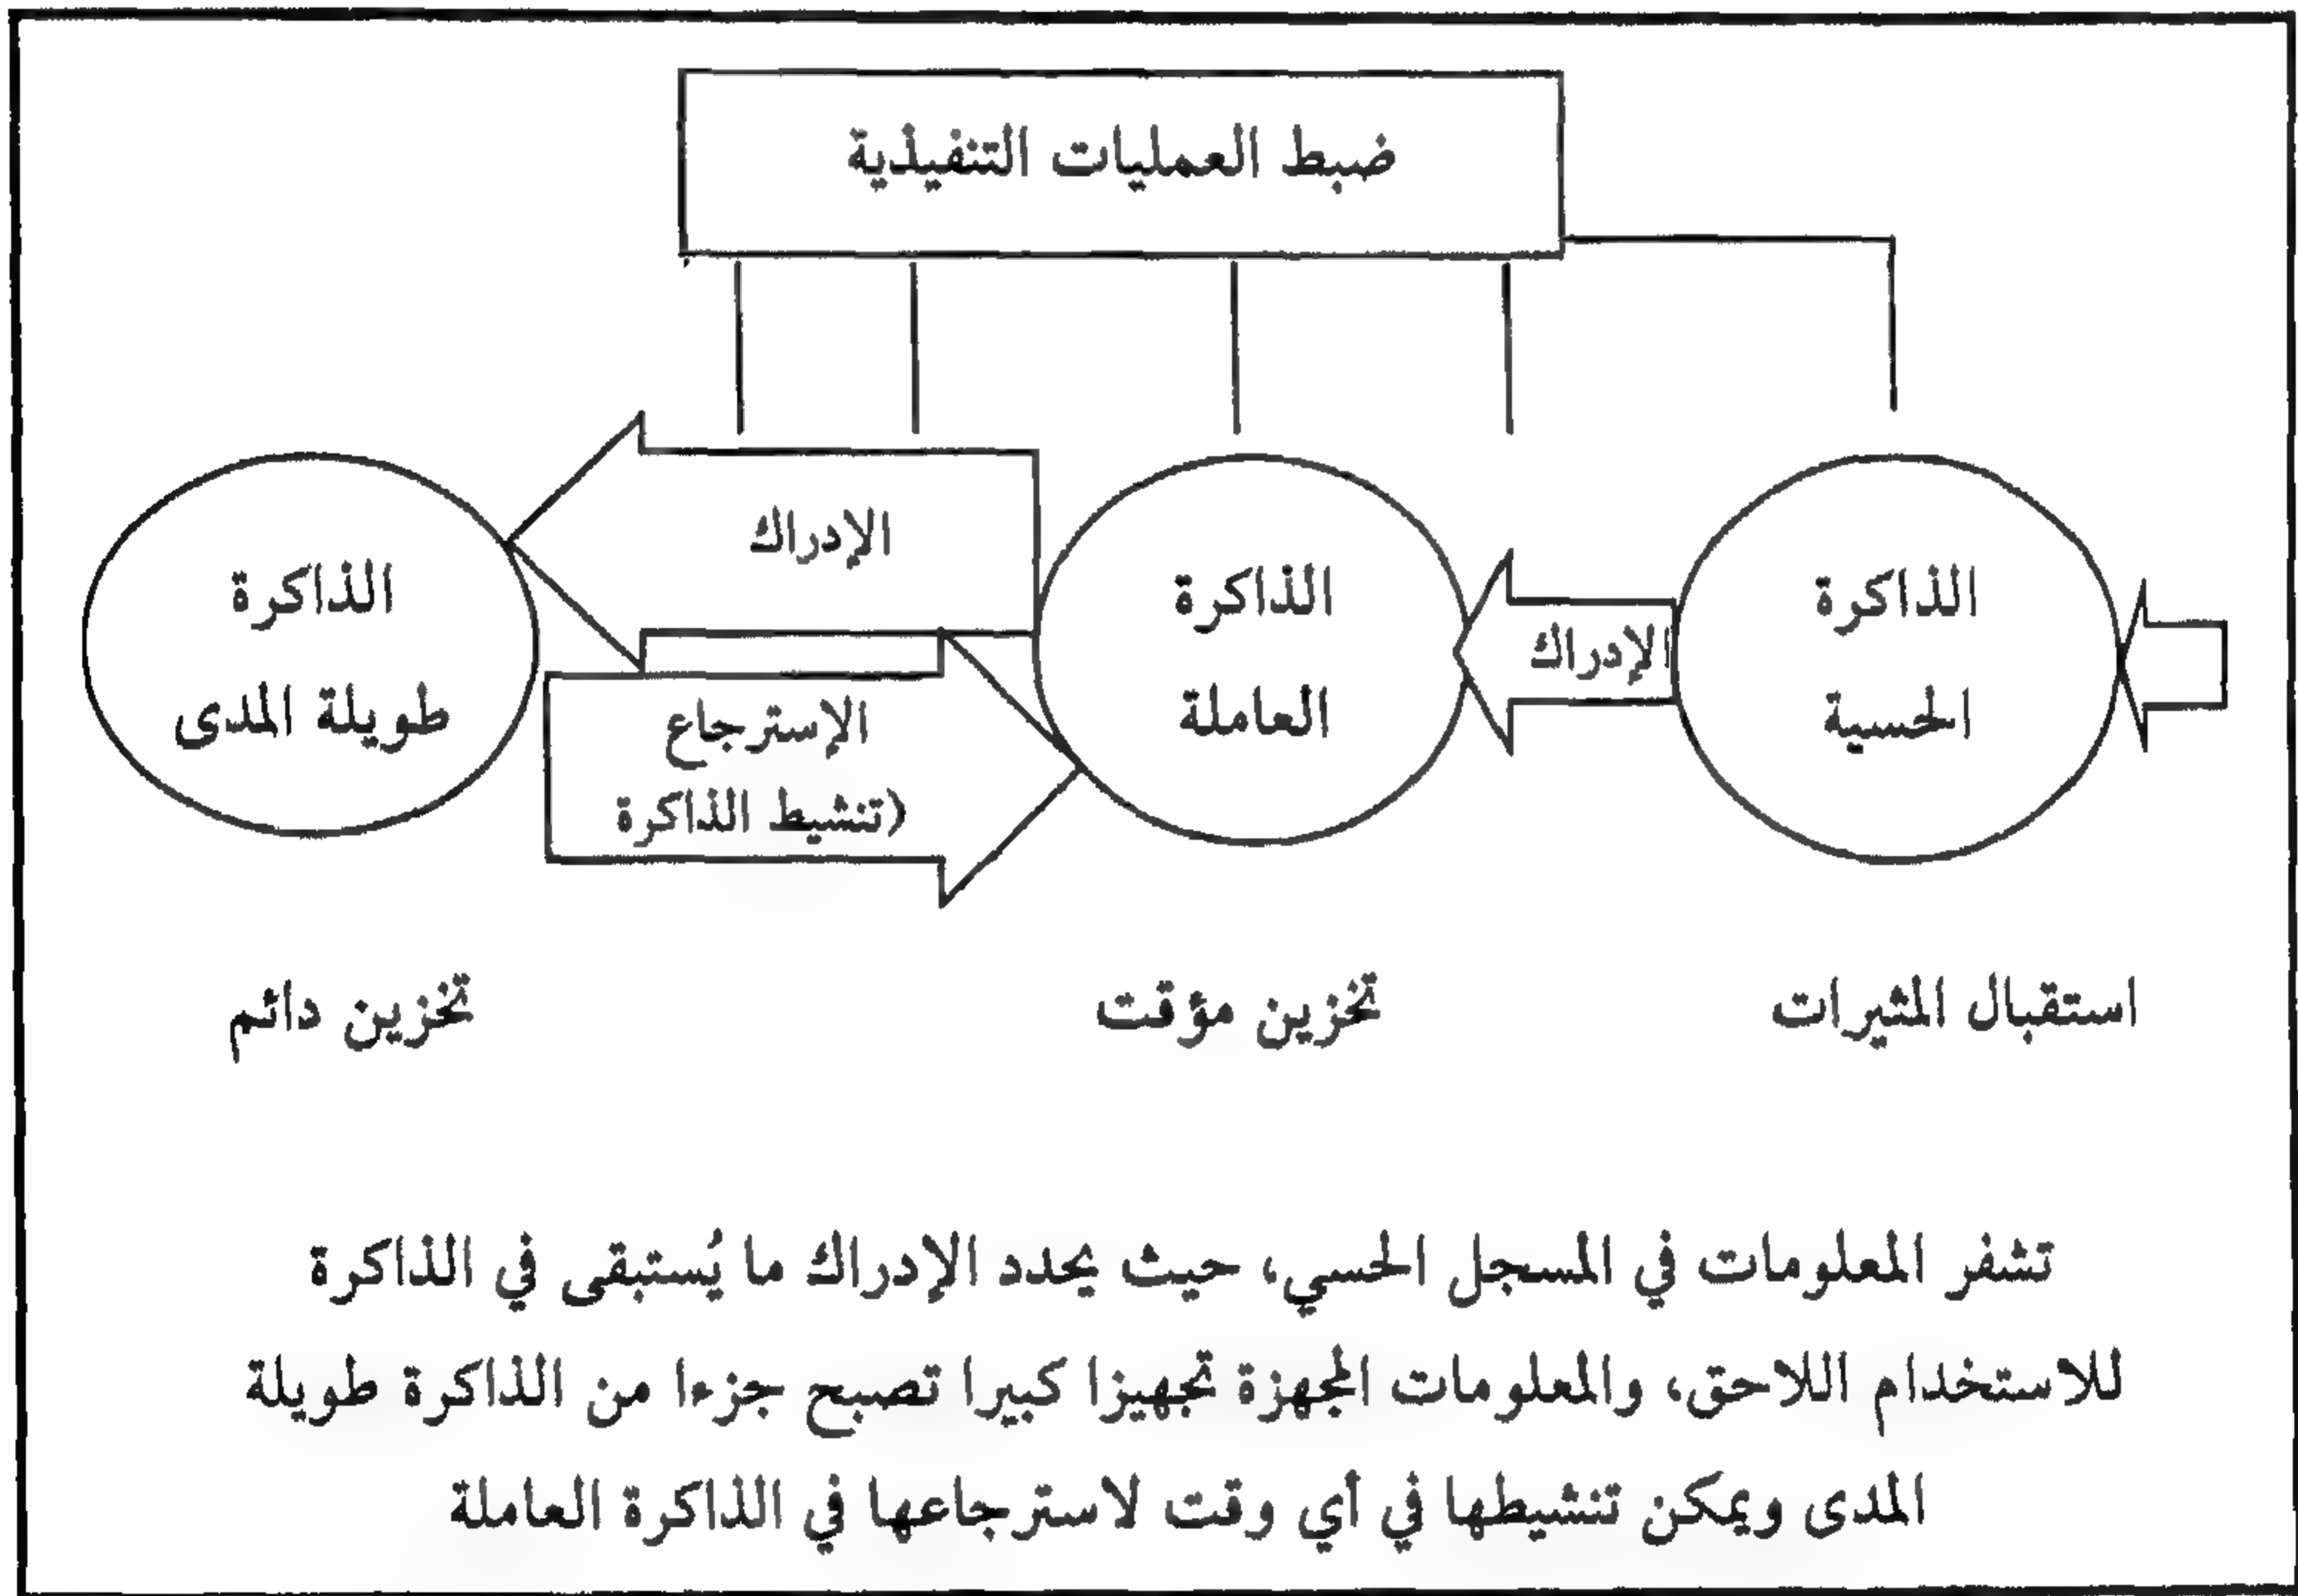 ضبط العمليات التنفيذية
الذاكرة
الحسية
الإدراك
الذاكرة
العاملة
الإدراك
الإسترجاع
(تنشيط الذاكرة
الذاكرة
طويلة المدى
استقبال المثيرات
تخزين مؤقت
تخزين دائم
تشفر المعلومات في المسجل الحسي، حيث يحدد الإدراك ما يُستبقى في الذاكرة
للاستخدام اللاحق، والمعلومات المجهزة تجهيزا كبيرا تصبح جزءا من الذاكرة طويلة
المدى ويمكن تنشيطها في أي وقت لاسترجاعها في الذاكرة العاملة